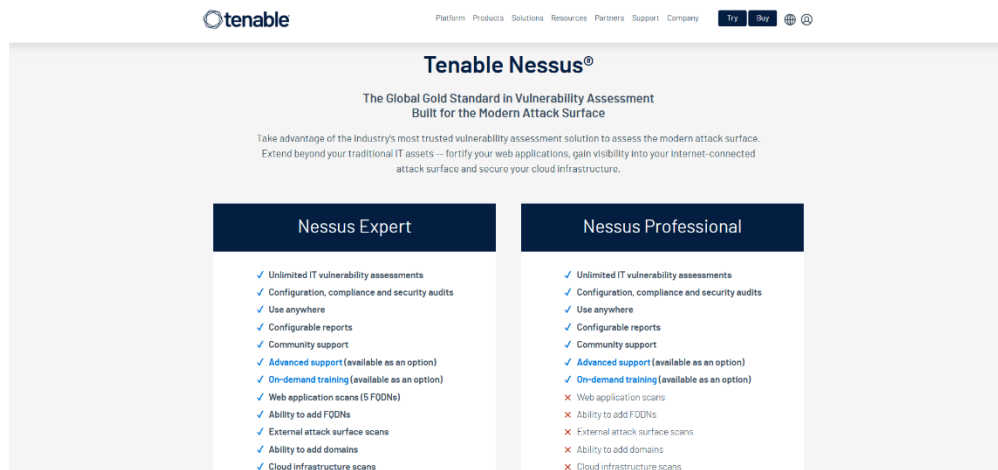 tenable
Platform Products Solutions Resources Partners Support Company Try Buy
Tenable Nessus®
The Global Gold Standard in Vulnerability Assessment
Built for the Modern Attack Surface
Take advantage of the industry's most trusted vulnerability assessment solution to assess the modern attack surface.
Extend beyond your traditional IT assets -- fortify your web applications, gain visibility into your internet-connected
attack surface and secure your cloud infrastructure.
Nessus Expert
✓ Unlimited IT vulnerability assessments
✓ Configuration, compliance and security audits
✓ Use anywhere
✓ Configurable reports
✓ Community support
✓ Advanced support (available as an option)
✓ On-demand training (available as an option)
✓ Web application scans (5 FQDNs)
✓ Ability to add FQDNs
✓ External attack surface scans
✓ Ability to add domains
✓ Cloud infrastructure scans
Nessus Professional
✓ Unlimited IT vulnerability assessments
✓ Configuration, compliance and security audits
✓ Use anywhere
✓ Configurable reports
✓ Community support
✓ Advanced support (available as an option)
✓ On-demand training (available as an option)
✕ Web application scans
✕ Ability to add FQDNs
✕ External attack surface scans
✕ Ability to add domains
✕ Cloud infrastructure scans